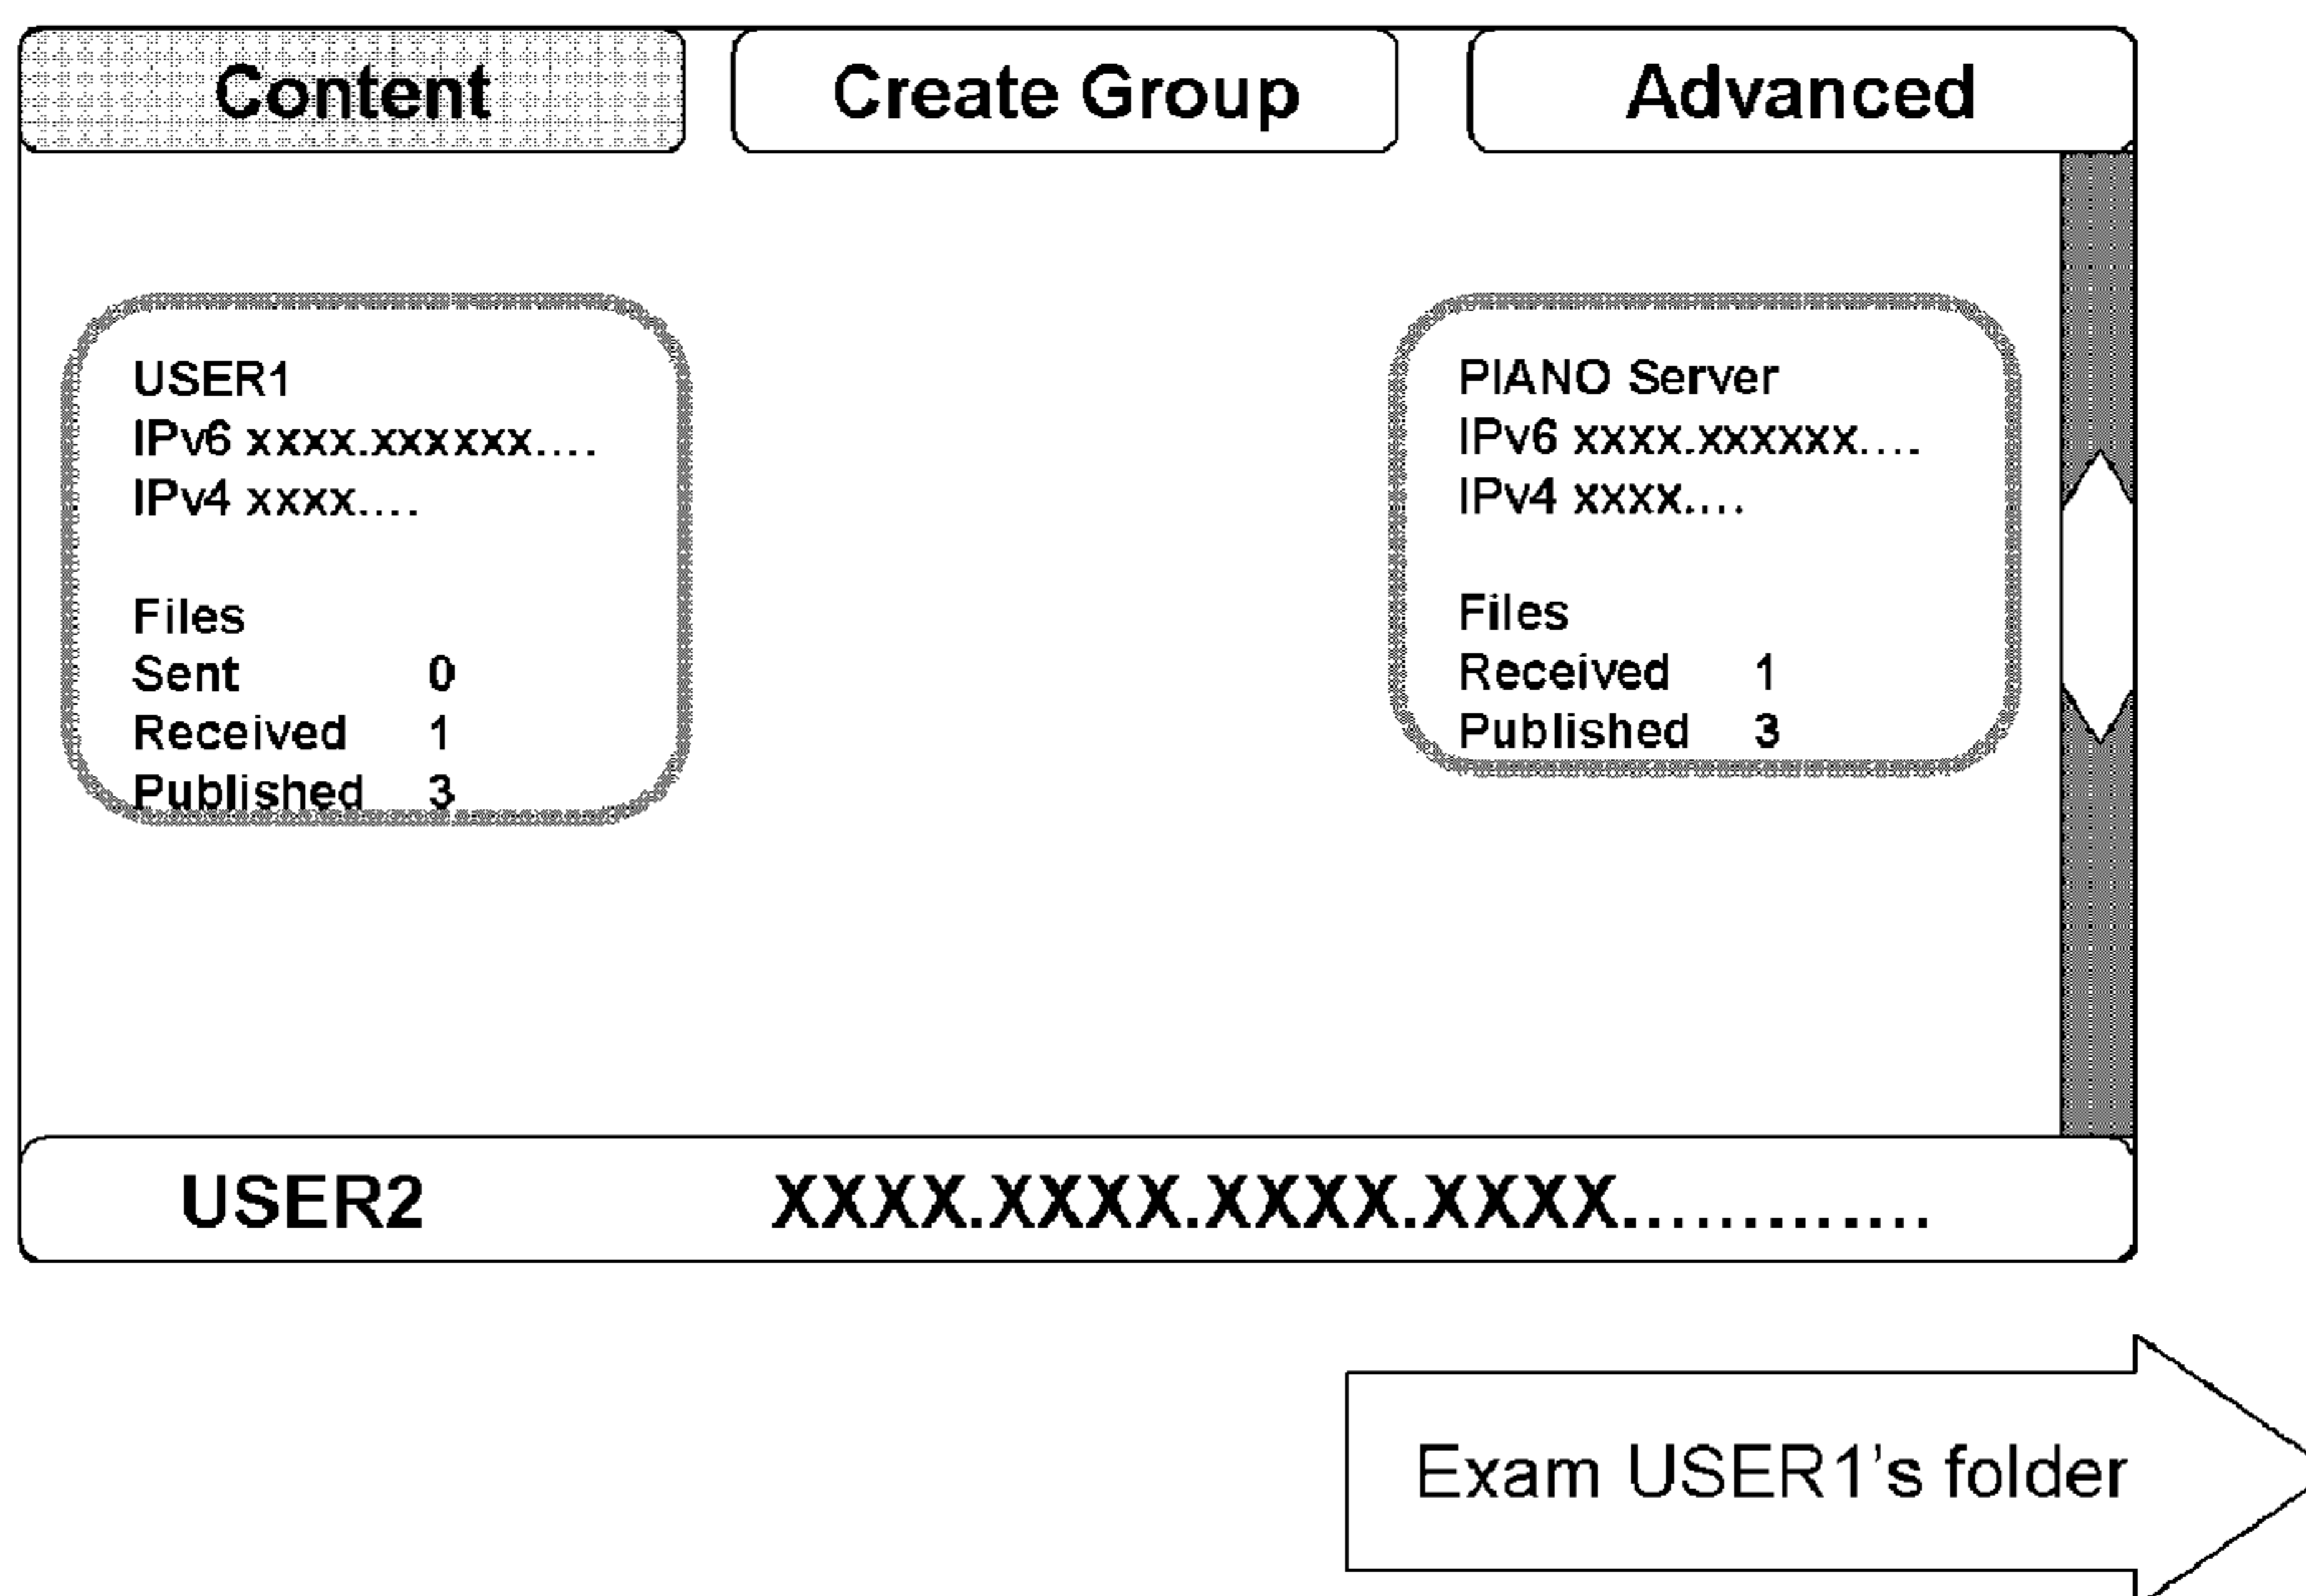 Content
Create Group
Advanced
USER1
IPv6 xxxx.xxxxxx....
IPv4 xxxx....
Files
Sent 0
Received 1
Published 3
PIANO Server
IPv6 xxxx.xxxxxx....
IPv4 xxxx....
Files
Received 1
Published 3
USER2 XXXX.XXXX.XXXX.XXXX.............
Exam USER1's folder